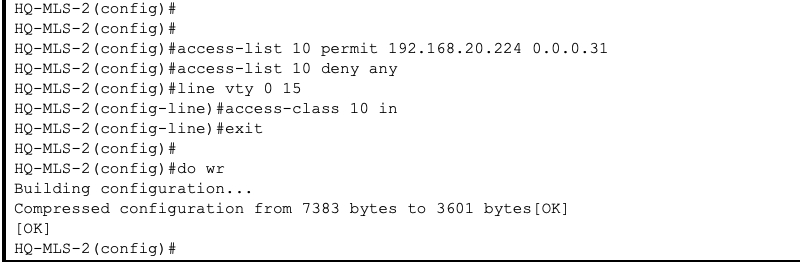 HQ-MLS-2(config)#
HQ-MLS-2(config)#
HQ-MLS-2(config)#access-list 10 permit 192.168.20.224 0.0.0.31
HQ-MLS-2(config)#access-list 10 deny any
HQ-MLS-2(config)#line vty 0 15
HQ-MLS-2(config-line)#access-class 10 in
HQ-MLS-2(config-line)#exit
HQ-MLS-2(config)#
HQ-MLS-2(config)#do wr
Building configuration...
Compressed configuration from 7383 bytes to 3601 bytes[OK]
[OK]
HQ-MLS-2(config)#